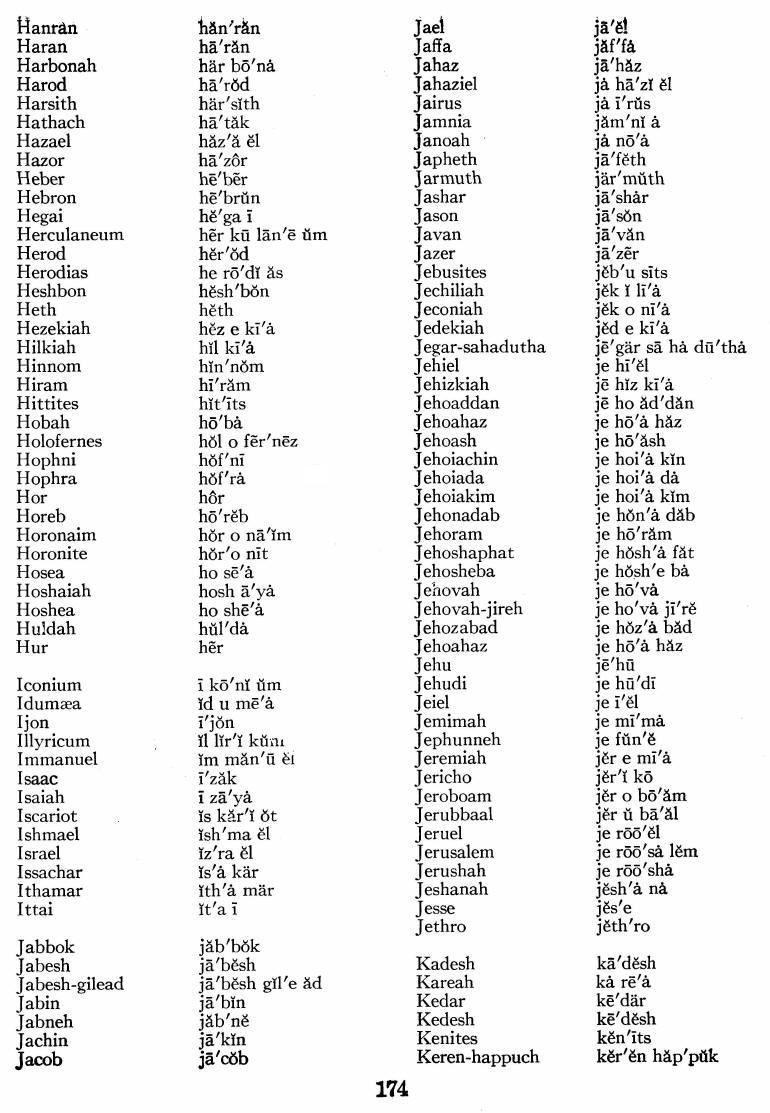 Hanran hăn′răn
Haran hā′răn
Harbonah här bō′nȧ
Harod hā′rŏd
Harsith här′sĭth
Hathach hā′tăk
Hazael hăz′ă ĕl
Hazor hā′zôr
Heber hē′bẽr
Hebron hē′brŭn
Hegai hĕ′ga ī
Herculaneum hẽr kū lān′ē ŭm
Herod hĕr′ŏd
Herodias he rō′dĭ ăs
Heshbon hĕsh′bŏn
Heth hĕth
Hezekiah hĕz e kī′ȧ
Hilkiah hĭl kī′ȧ
Hinnom hĭn′nŏm
Hiram hī′răm
Hittites hĭt′īts
Hobah hō′bȧ
Holofernes hŏl o fẽr′nēz
Hophni hŏf′nī
Hophra hŏf′rȧ
Hor hôr
Horeb hō′rĕb
Horonaim hŏr o nā′ĭm
Horonite hŏr′o nīt
Hosea ho sē′ȧ
Hoshaiah hosh ā′yȧ
Hoshea ho shē′ȧ
Huldah hŭl′dȧ
Hur hẽr
Iconium ī kō′nĭ ŭm
Idumæa ĭd u mē′ȧ
Ijon ī′jŏn
Illyricum ĭl lĭr′ĭ kŭm
Immanuel ĭm măn′ū ĕl
Isaac ī′zăk
Isaiah ī zā′yȧ
Iscariot ĭs kăr′ĭ ŏt
Ishmael ĭsh′ma ĕl
Israel ĭz′ra ĕl
Issachar ĭs′ȧ kär
Ithamar ĭth′ȧ mär
Ittai ĭt′a ī
Jabbok jăb′bŏk
Jabesh jā′bĕsh
Jabesh-gilead jā′bĕsh gĭl′e ăd
Jabin jā′bĭn
Jabneh jăb′nĕ
Jachin jā′kĭn
Jacob jā′cŏb
Jael jā′ĕl
Jaffa jăf′fȧ
Jahaz jā′hăz
Jahaziel jȧ hā′zĭ ĕl
Jairus jȧ ī′rŭs
Jamnia jăm′nĭ ȧ
Janoah jȧ nō′ȧ
Japheth jā′fĕth
Jarmuth jär′mŭth
Jashar jā′shȧr
Jason jā′sŏn
Javan jā′văn
Jazer jā′zẽr
Jebusites jĕb′u sīts
Jechiliah jĕk ĭ lī′ȧ
Jeconiah jĕk o nī′ȧ
Jedekiah jĕd e kī′ȧ
Jegar-sahadutha jē′gär sā hȧ dū′thȧ
Jehiel je hī′ĕl
Jehizkiah jē hĭz kī′ȧ
Jehoaddan jē ho ăd′dăn
Jehoahaz je hō′ȧ hăz
Jehoash je hō′ăsh
Jehoiachin je hoi′ȧ kĭn
Jehoiada je hoi′ȧ dȧ
Jehoiakim je hoi′ȧ kĭm
Jehonadab je hŏn′ȧ dăb
Jehoram je hō′răm
Jehoshaphat je hŏsh′ȧ făt
Jehosheba je hŏsh′e bȧ
Jehovah je hō′vȧ
Jehovah-jireh je ho′vȧ jī′rĕ
Jehozabad je hŏz′ȧ băd
Jehoahaz je hō′ȧ hăz
Jehu jē′hū
Jehudi je hū′dī
Jeiel je ī′ĕl
Jemimah je mī′mȧ
Jephunneh je fŭn′ĕ
Jeremiah jĕr e mī′ȧ
Jericho jĕr′ĭ kō
Jeroboam jĕr o bō′ăm
Jerubbaal jĕr ŭ bā′ăl
Jeruel je rōō′ĕl
Jerusalem je rōō′sȧ lĕm
Jerushah je rōō′shȧ
Jeshanah jĕsh′ȧ nȧ
Jesse jĕs′e
Jethro jĕth′ro
Kadesh kā′dĕsh
Kareah kȧ rē′ȧ
Kedar kē′där
Kedesh kē′dĕsh
Kenites kĕn′īts
Keren-happuch kĕr′ĕn hăp′pŭk
174